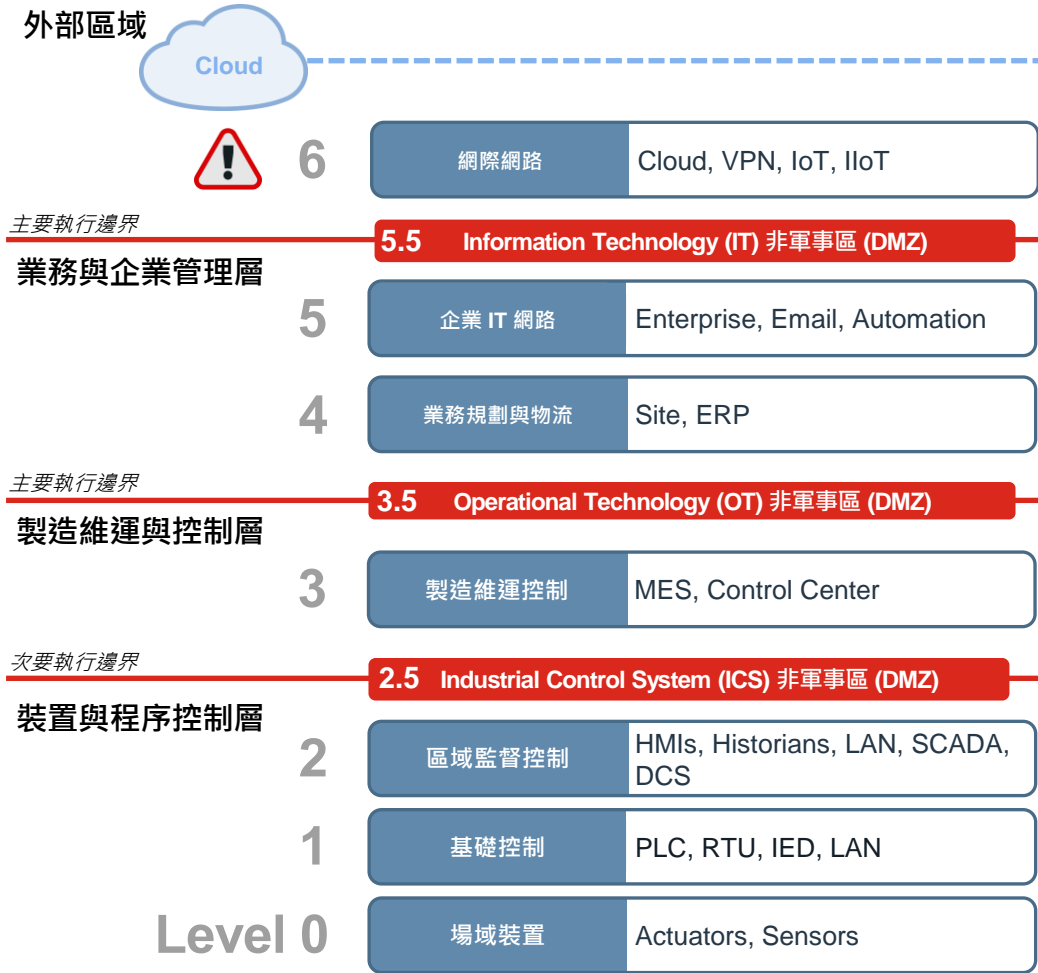 外部區域
Cloud
6
網際網路
Cloud, VPN, IoT, IIoT
主要執行邊界
5.5 Information Technology (IT) 非軍事區 (DMZ)
業務與企業管理層
5
企業 IT 網路
Enterprise, Email, Automation
4
業務規劃與物流
Site, ERP
主要執行邊界
3.5 Operational Technology (OT) 非軍事區 (DMZ)
製造維運與控制層
3
製造維運控制
MES, Control Center
次要執行邊界
2.5 Industrial Control System (ICS) 非軍事區 (DMZ)
裝置與程序控制層
2
區域監督控制
HMIs, Historians, LAN, SCADA,
DCS
1
基礎控制
PLC, RTU, IED, LAN
Level 0
場域裝置
Actuators, Sensors